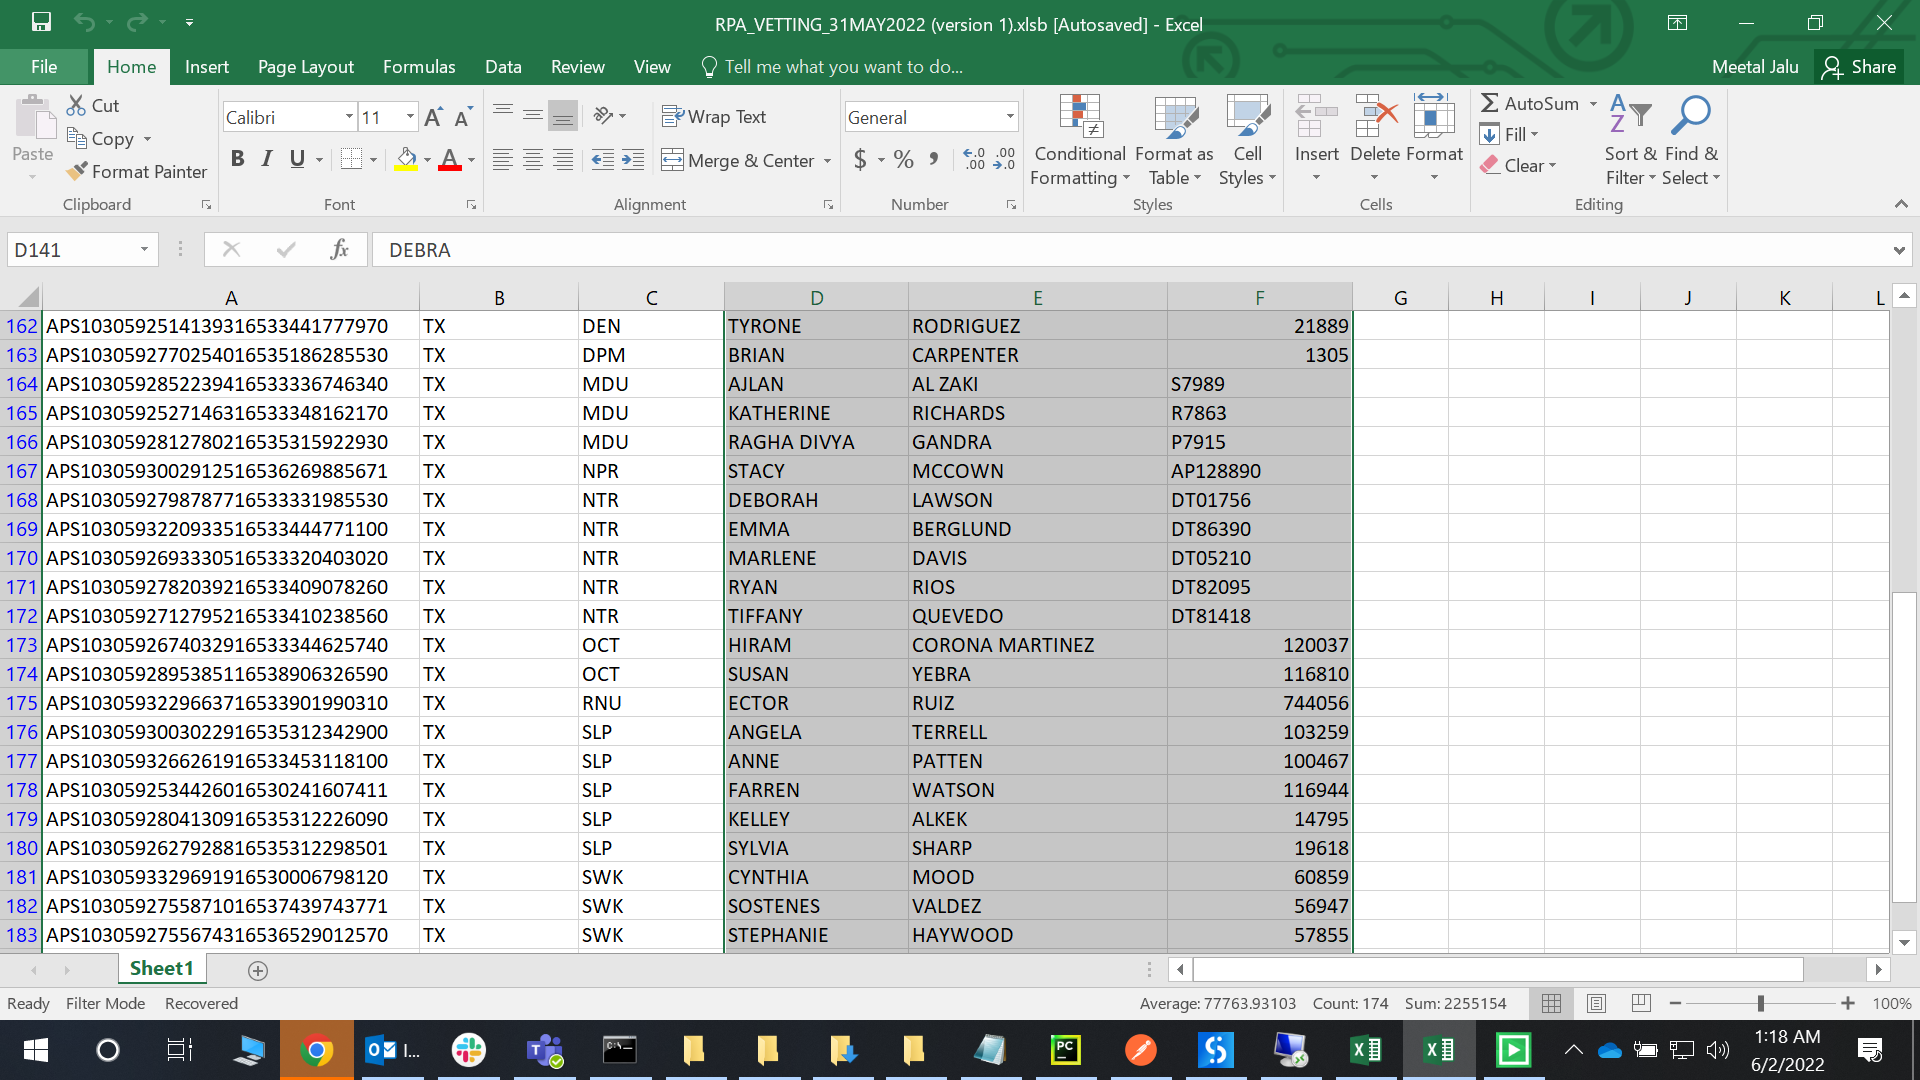 RPA_VETTING_31MAY2022 (version 1).xlsb [Autosaved] - Excel
File Home Insert Page Layout Formulas Data Review View Tell me what you want to do... Meetal Jalu Share
Paste Cut Copy Format Painter Clipboard
Calibri 11 A A B I U A Font
Wrap Text Merge & Center Alignment
General $ % , .0 .00 .00 .0 Number
Conditional Formatting Format as Table Cell Styles Styles
Insert Delete Format Cells
AutoSum Fill Clear Sort & Filter Find & Select Editing
D141 fx DEBRA
A B C D E F G H I J K L
162 APS10305925141393165334417779​70 TX DEN TYRONE RODRIGUEZ 21889
163 APS1030592770254016535186285530 TX DPM BRIAN CARPENTER 1305
164 APS1030592852239416533336746340 TX MDU AJLAN AL ZAKI S7989
165 APS1030592527146316533348162170 TX MDU KATHERINE RICHARDS R7863
166 APS1030592812780216535315922930 TX MDU RAGHA DIVYA GANDRA P7915
167 APS1030593002912516536269885671 TX NPR STACY MCCOWN AP128890
168 APS1030592798787716533331985530 TX NTR DEBORAH LAWSON DT01756
169 APS1030593220933516533444771100 TX NTR EMMA BERGLUND DT86390
170 APS1030592693330516533320403020 TX NTR MARLENE DAVIS DT05210
171 APS1030592782039216533409078260 TX NTR RYAN RIOS DT82095
172 APS1030592712795216533410238560 TX NTR TIFFANY QUEVEDO DT81418
173 APS1030592674032916533344625740 TX OCT HIRAM CORONA MARTINEZ 120037
174 APS1030592895385116538906326590 TX OCT SUSAN YEBRA 116810
175 APS1030593229663716533901990310 TX RNU ECTOR RUIZ 744056
176 APS1030593003022916535312342900 TX SLP ANGELA TERRELL 103259
177 APS1030593266261916533453118100 TX SLP ANNE PATTEN 100467
178 APS1030592534426016530241607411 TX SLP FARREN WATSON 116944
179 APS1030592804130916535312226090 TX SLP KELLEY ALKEK 14795
180 APS1030592627928816535312298501 TX SLP SYLVIA SHARP 19618
181 APS1030593329691916530006798120 TX SWK CYNTHIA MOOD 60859
182 APS1030592755871016537439743771 TX SWK SOSTENES VALDEZ 56947
183 APS1030592755674316536529012570 TX SWK STEPHANIE HAYWOOD 57855
Sheet1
Ready Filter Mode Recovered Average: 77763.93103 Count: 174 Sum: 2255154 100%
I... PC 1:18 AM
6/2/2022